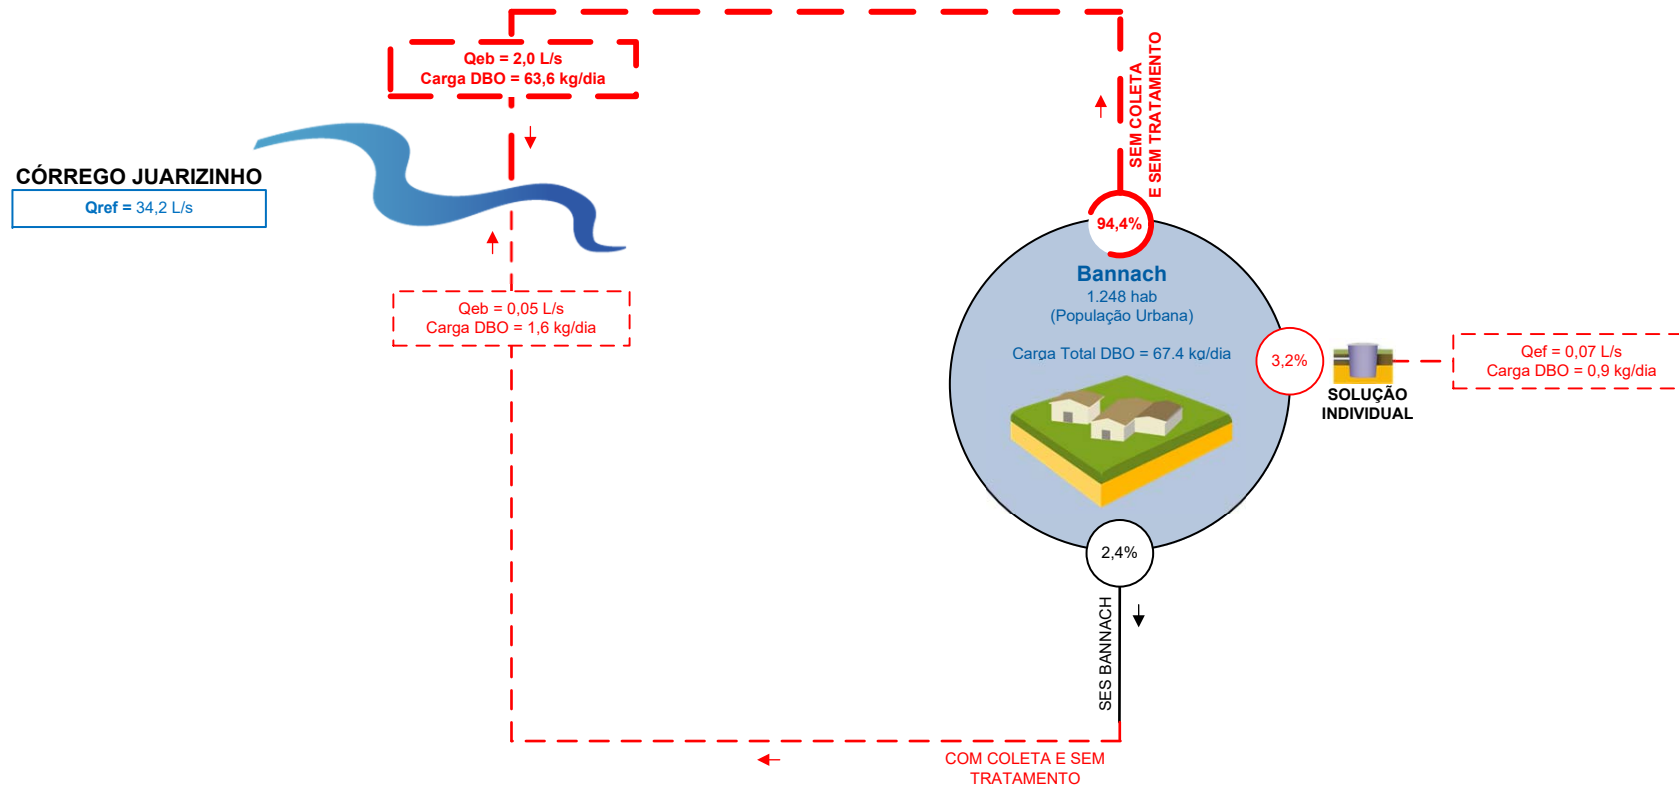 Qeb = 2,0 L/s
Carga DBO = 63,6 kg/dia
SEM COLETA
E SEM TRATAMENTO
CÓRREGO JUARIZINHO
Qref = 34,2 L/s
94,4%
Bannach
1.248 hab
(População Urbana)
Carga Total DBO = 67.4 kg/dia
Qeb = 0,05 L/s
Carga DBO = 1,6 kg/dia
3,2%
SOLUÇÃO
INDIVIDUAL
Qef = 0,07 L/s
Carga DBO = 0,9 kg/dia
2,4%
SES BANNACH
COM COLETA E SEM
TRATAMENTO